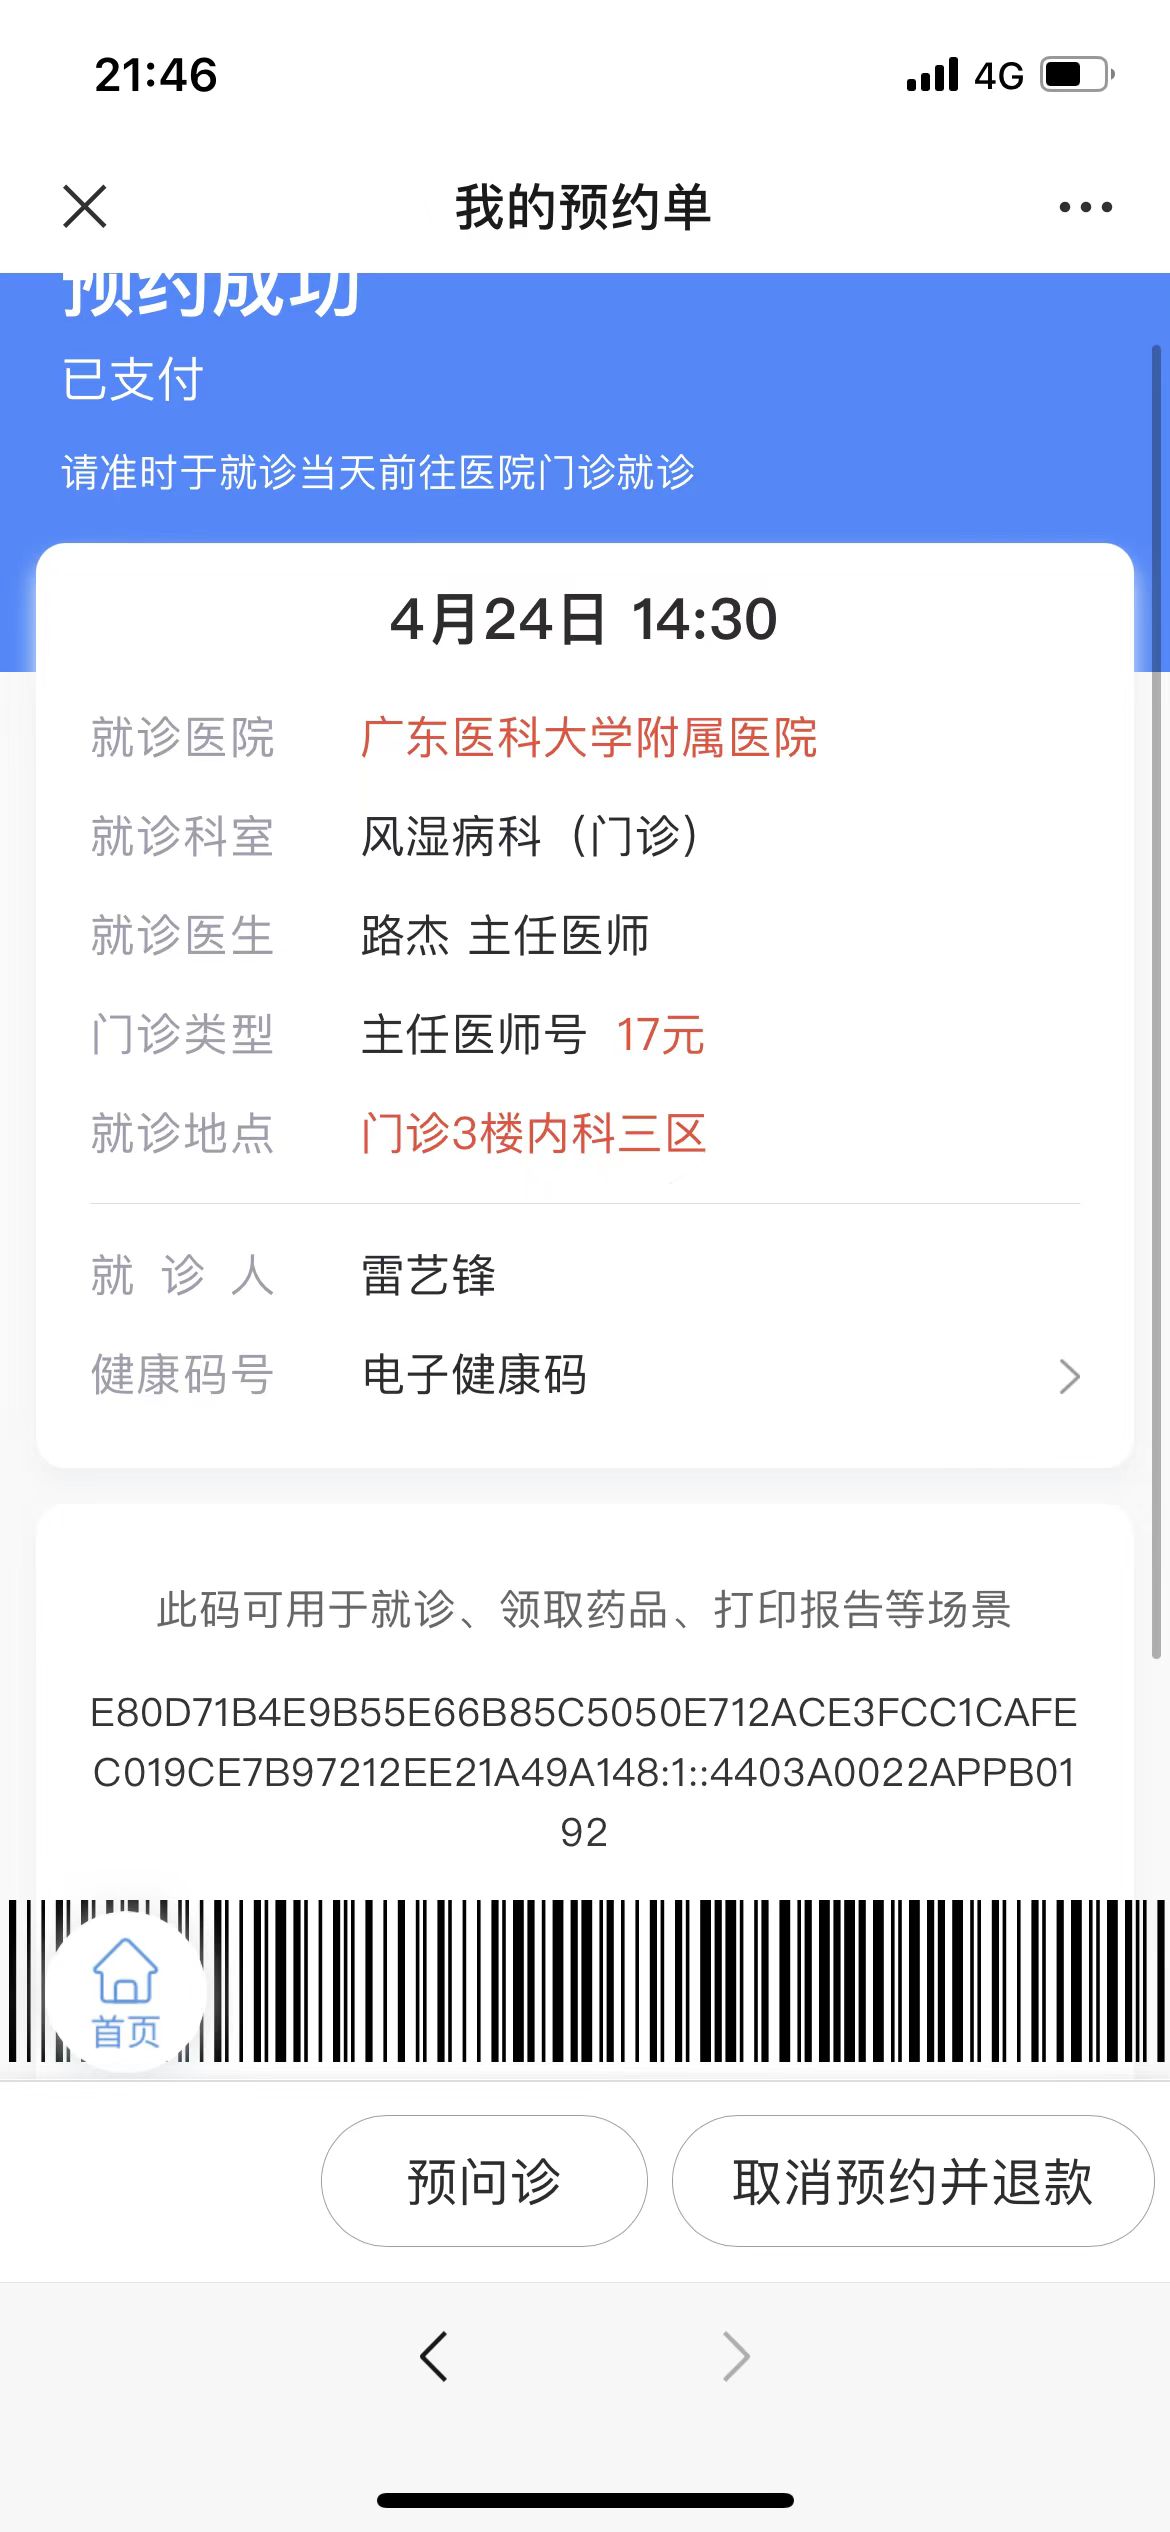 21:46
4G
我的预约单
预约成功
已支付
请准时于就诊当天前往医院门诊就诊
4月24日 14:30
就诊医院 广东医科大学附属医院
就诊科室 风湿病科（门诊）
就诊医生 路杰 主任医师
门诊类型 主任医师号 17元
就诊地点 门诊3楼内科三区
就诊人 雷艺锋
健康码号 电子健康码
此码可用于就诊、领取药品、打印报告等场景
E80D71B4E9B55E66B85C5050E712ACE3FCC1CAFE
C019CE7B97212EE21A49A148:1::4403A0022APPB01
92
首页
预问诊 取消预约并退款